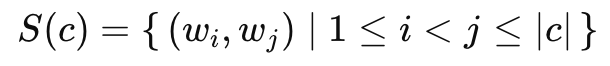 S(c) = { (w_i, w_j) | 1 ≤ i < j ≤ |c| }